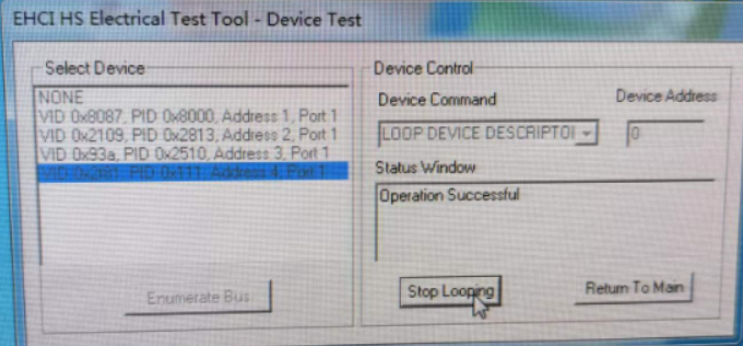 EHCI HS Electrical Test Tool - Device Test
Select Device
NONE
VID 0x8087, PID 0x8000, Address 1, Port 1
VID 0x2109, PID 0x2813, Address 2, Port 1
VID 0x93a, PID 0x2510, Address 3, Port 1
PID 0x111, Address 4, Port 1
Enumerate Bus
Device Control
Device Command
Device Address
LOOP DEVICE DESCRIPTOI
0
Status Window
Operation Successful
Stop Looping
Return To Main